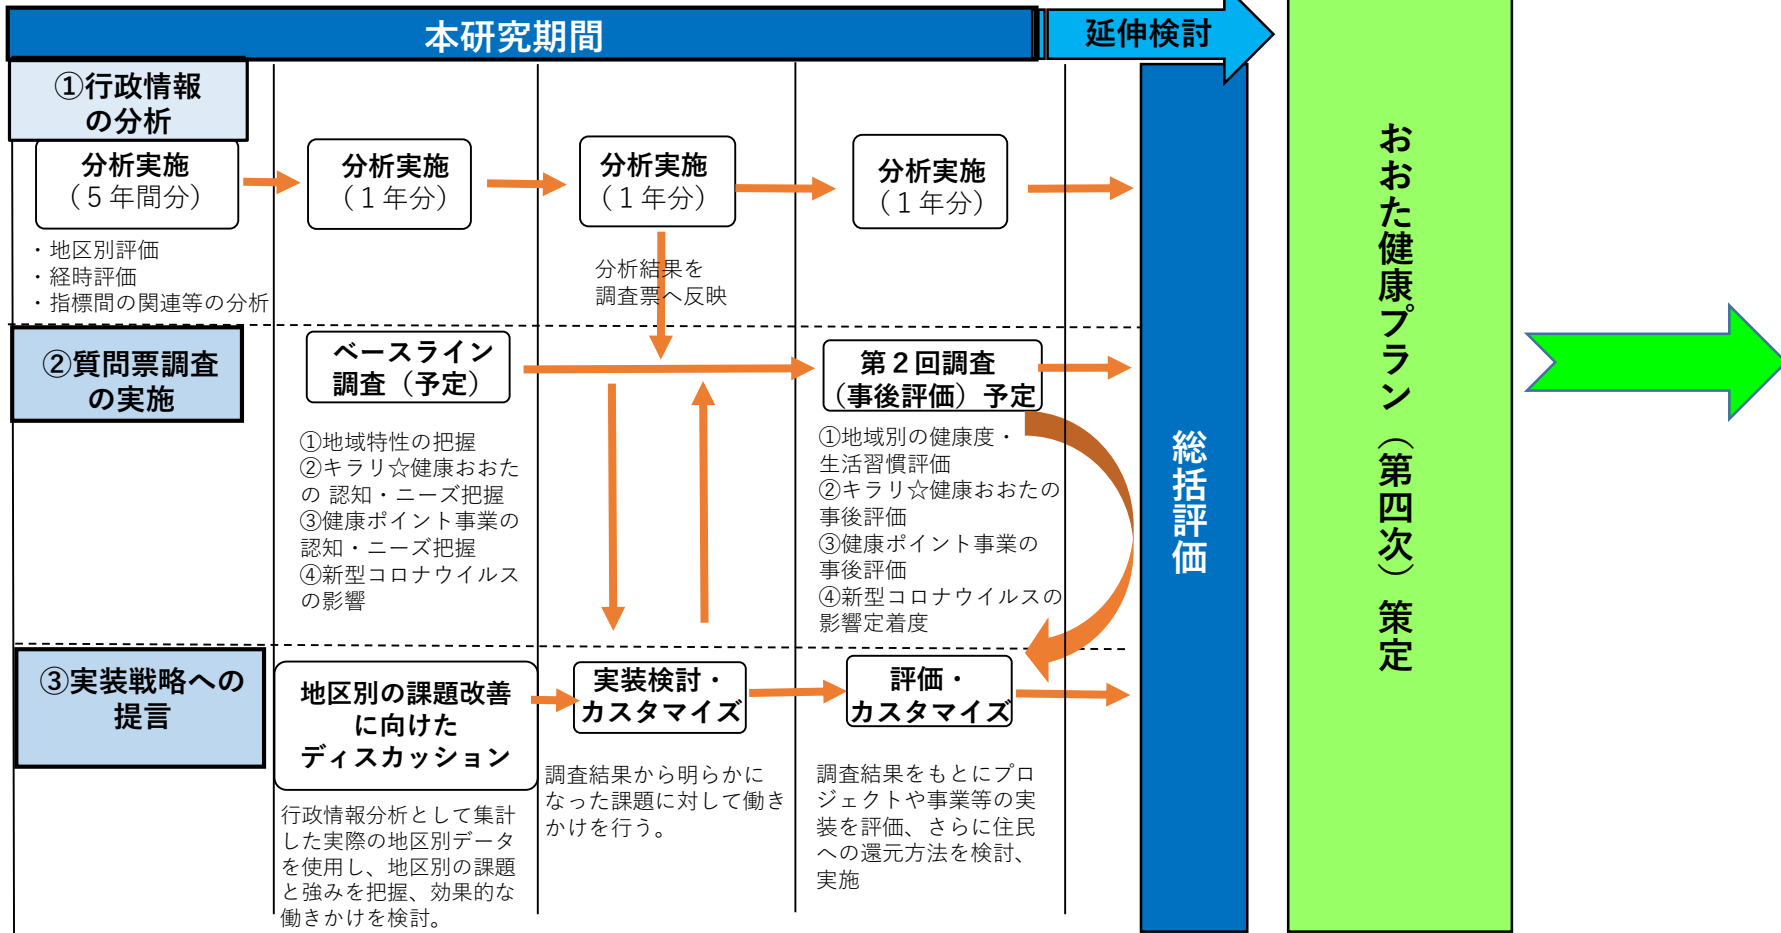 本研究期間
延伸検討
①行政情報
の分析
分析実施
（５年間分）
分析実施
（１年分）
分析実施
（１年分）
分析実施
（１年分）
・地区別評価
・経時評価
・指標間の関連等の分析
分析結果を
調査票へ反映
②質問票調査
の実施
ベースライン
調査（予定）
第２回調査
（事後評価）予定
①地域特性の把握
②キラリ☆健康おおた
の 認知・ニーズ把握
③健康ポイント事業の
認知・ニーズ把握
④新型コロナウイルス
の影響
①地域別の健康度・
生活習慣評価
②キラリ☆健康おおたの
事後評価
③健康ポイント事業の
事後評価
④新型コロナウイルスの
影響定着度
③実装戦略への
提言
地区別の課題改善
に向けた
ディスカッション
実装検討・
カスタマイズ
評価・
カスタマイズ
行政情報分析として集計
した実際の地区別データ
を使用し、地区別の課題
と強みを把握、効果的な
働きかけを検討。
調査結果から明らかに
なった課題に対して働き
かけを行う。
調査結果をもとにプロ
ジェクトや事業等の実
装を評価、さらに住民
への還元方法を検討、
実施
総括評価
おおた健康プラン（第四次）策定